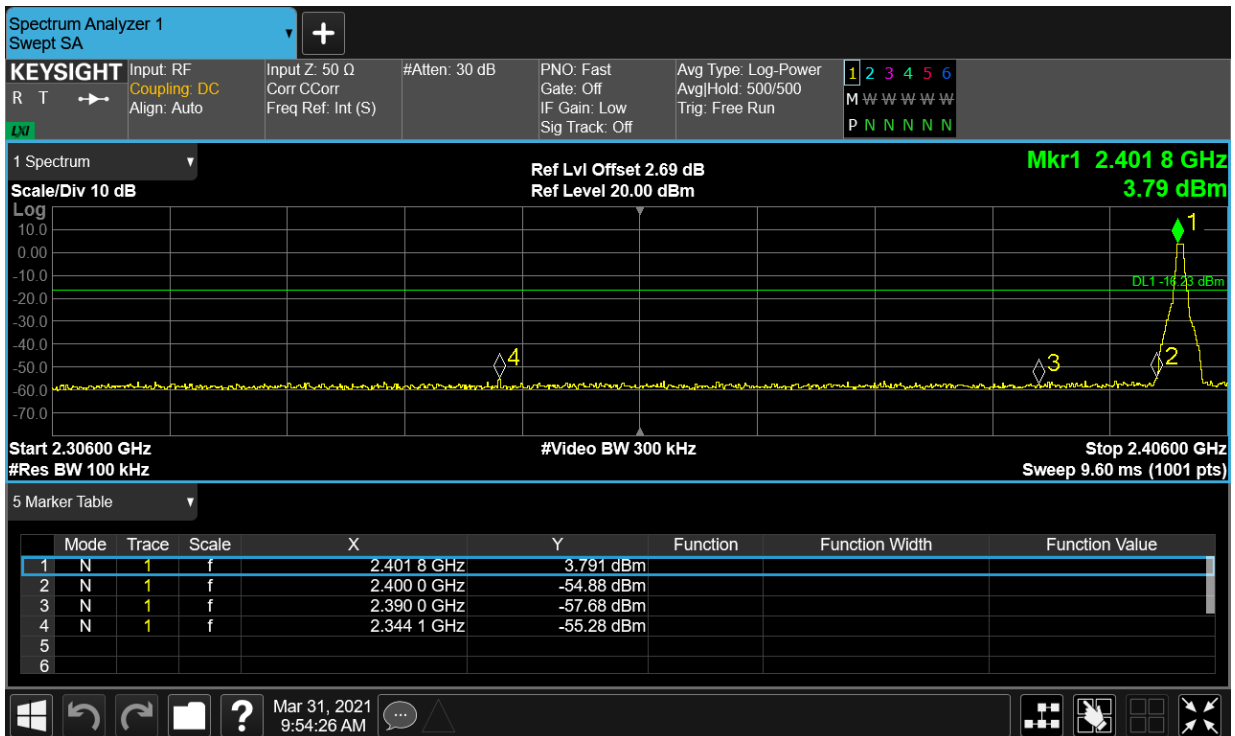 Spectrum Analyzer 1
Swept SA
KEYSIGHT Input: RF Input Z: 50 Ω #Atten: 30 dB PNO: Fast Avg Type: Log-Power 1 2 3 4 5 6
R T Coupling: DC Corr CCorr Gate: Off Avg|Hold: 500/500 M W W W W W
Align: Auto Freq Ref: Int (S) IF Gain: Low Trig: Free Run
LXI Sig Track: Off P N N N N N
1 Spectrum Ref Lvl Offset 2.69 dB Mkr1 2.401 8 GHz
Scale/Div 10 dB Ref Level 20.00 dBm 3.79 dBm
Log
1
10.0
0.00
-10.0
DL1 -16.23 dBm
-20.0
-30.0
-40.0
4 3 2
-50.0
-60.0
-70.0
Start 2.30600 GHz #Video BW 300 kHz Stop 2.40600 GHz
#Res BW 100 kHz Sweep 9.60 ms (1001 pts)
5 Marker Table
Mode Trace Scale X Y Function Function Width Function Value
1 N 1 f 2.401 8 GHz 3.791 dBm
2 N 1 f 2.400 0 GHz -54.88 dBm
3 N 1 f 2.390 0 GHz -57.68 dBm
4 N 1 f 2.344 1 GHz -55.28 dBm
5
6
? Mar 31, 2021
9:54:26 AM